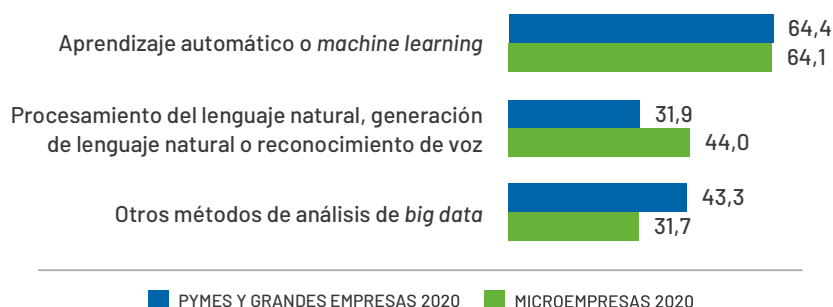 Aprendizaje automático o machine learning
64,4
64,1
Procesamiento del lenguaje natural, generación
de lenguaje natural o reconocimiento de voz
31,9
44,0
Otros métodos de análisis de big data
43,3
31,7
PYMES Y GRANDES EMPRESAS 2020
MICROEMPRESAS 2020